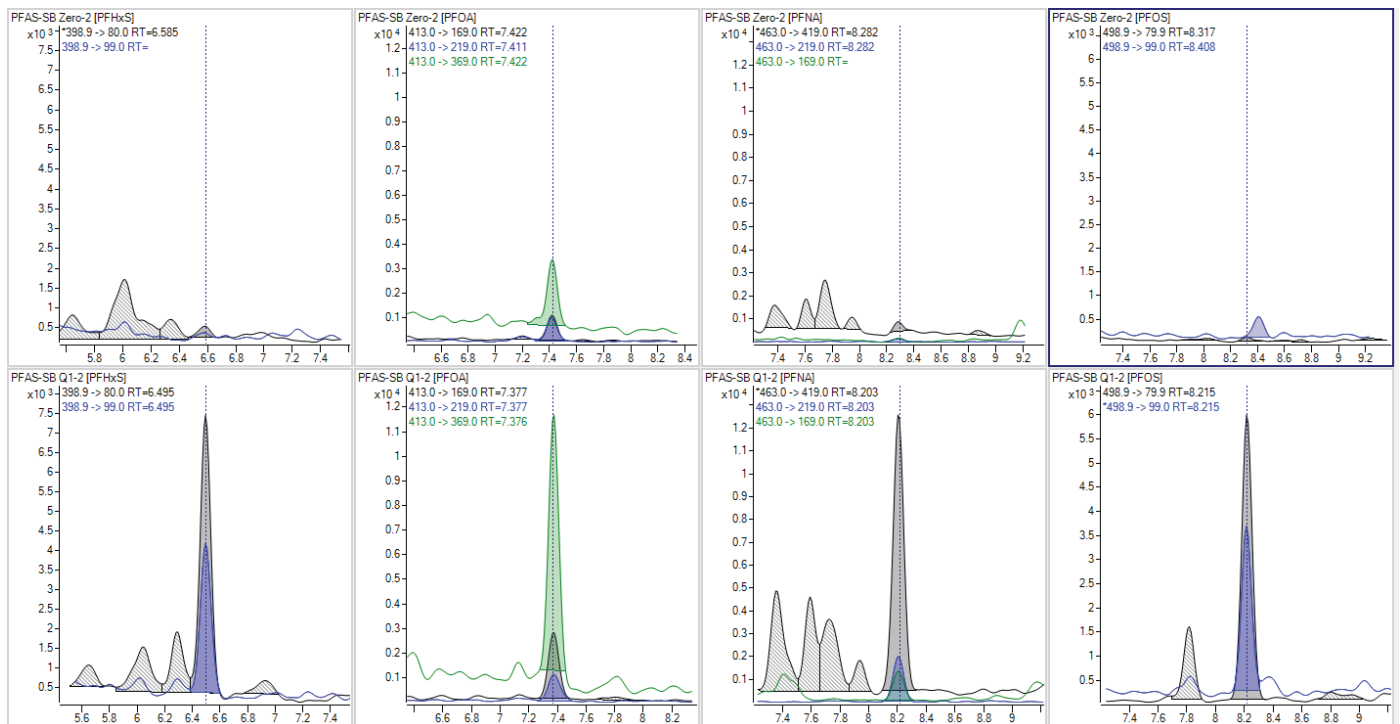 PFAS-SB Zero-2 [PFHxS]
x10 3
*398.9 -> 80.0 RT=6.585
398.9 -> 99.0 RT=
7.5
7
6.5
6
5.5
5
4.5
4
3.5
3
2.5
2
1.5
1
0.5
5.8 6 6.2 6.4 6.6 6.8 7 7.2 7.4
PFAS-SB Zero-2 [PFOA]
x10 4
413.0 -> 169.0 RT=7.422
413.0 -> 219.0 RT=7.411
413.0 -> 369.0 RT=7.422
1.2
1.1
1
0.9
0.8
0.7
0.6
0.5
0.4
0.3
0.2
0.1
6.6 6.8 7 7.2 7.4 7.6 7.8 8 8.2 8.4
PFAS-SB Zero-2 [PFNA]
x10 4
*463.0 -> 419.0 RT=8.282
463.0 -> 219.0 RT=8.282
463.0 -> 169.0 RT=
1.2
1.1
1
0.9
0.8
0.7
0.6
0.5
0.4
0.3
0.2
0.1
7.4 7.6 7.8 8 8.2 8.4 8.6 8.8 9 9.2
PFAS-SB Zero-2 [PFOS]
x10 3
498.9 -> 79.9 RT=8.317
498.9 -> 99.0 RT=8.408
6
5.5
5
4.5
4
3.5
3
2.5
2
1.5
1
0.5
7.4 7.6 7.8 8 8.2 8.4 8.6 8.8 9 9.2
PFAS-SB Q1-2 [PFHxS]
x10 3
398.9 -> 80.0 RT=6.495
398.9 -> 99.0 RT=6.495
7.5
7
6.5
6
5.5
5
4.5
4
3.5
3
2.5
2
1.5
1
0.5
5.6 5.8 6 6.2 6.4 6.6 6.8 7 7.2 7.4
PFAS-SB Q1-2 [PFOA]
x10 4
413.0 -> 169.0 RT=7.377
413.0 -> 219.0 RT=7.377
413.0 -> 369.0 RT=7.376
1.2
1.1
1
0.9
0.8
0.7
0.6
0.5
0.4
0.3
0.2
0.1
6.6 6.8 7 7.2 7.4 7.6 7.8 8 8.2
PFAS-SB Q1-2 [PFNA]
x10 4
*463.0 -> 419.0 RT=8.203
463.0 -> 219.0 RT=8.203
463.0 -> 169.0 RT=8.203
1.2
1.1
1
0.9
0.8
0.7
0.6
0.5
0.4
0.3
0.2
0.1
7.4 7.6 7.8 8 8.2 8.4 8.6 8.8 9
PFAS-SB Q1-2 [PFOS]
x10 3
498.9 -> 79.9 RT=8.215
*498.9 -> 99.0 RT=8.215
6
5.5
5
4.5
4
3.5
3
2.5
2
1.5
1
0.5
7.4 7.6 7.8 8 8.2 8.4 8.6 8.8 9